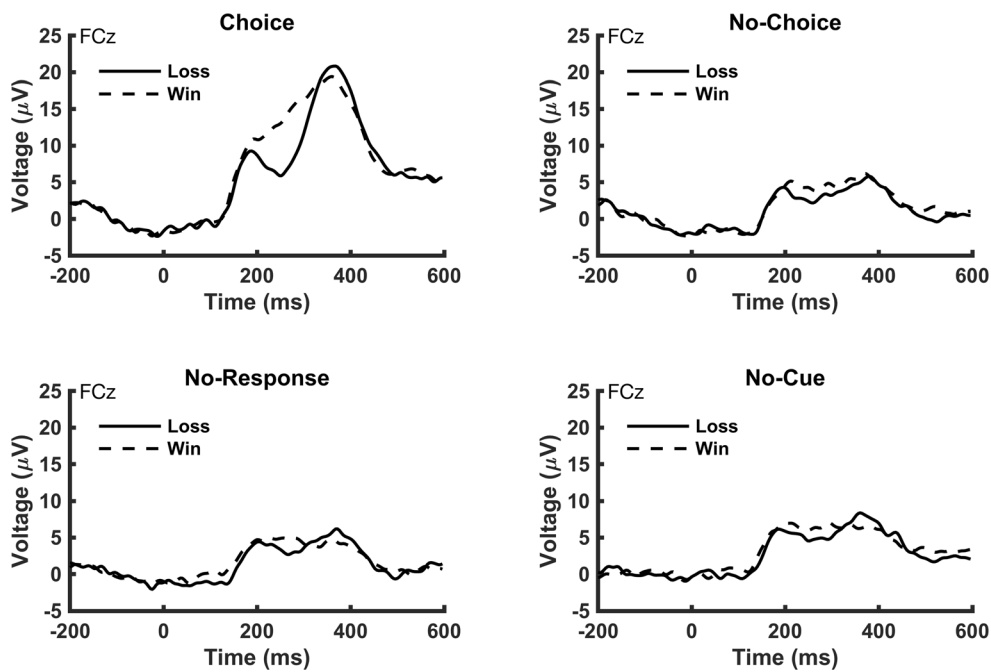 Choice
FCz
Loss
Win
25
20
15
10
5
0
-5
Voltage (μV)
-200 0 200 400 600
Time (ms)
No-Choice
FCz
Loss
Win
25
20
15
10
5
0
-5
Voltage (μV)
-200 0 200 400 600
Time (ms)
No-Response
FCz
Loss
Win
25
20
15
10
5
0
-5
Voltage (μV)
-200 0 200 400 600
Time (ms)
No-Cue
FCz
Loss
Win
25
20
15
10
5
0
-5
Voltage (μV)
-200 0 200 400 600
Time (ms)